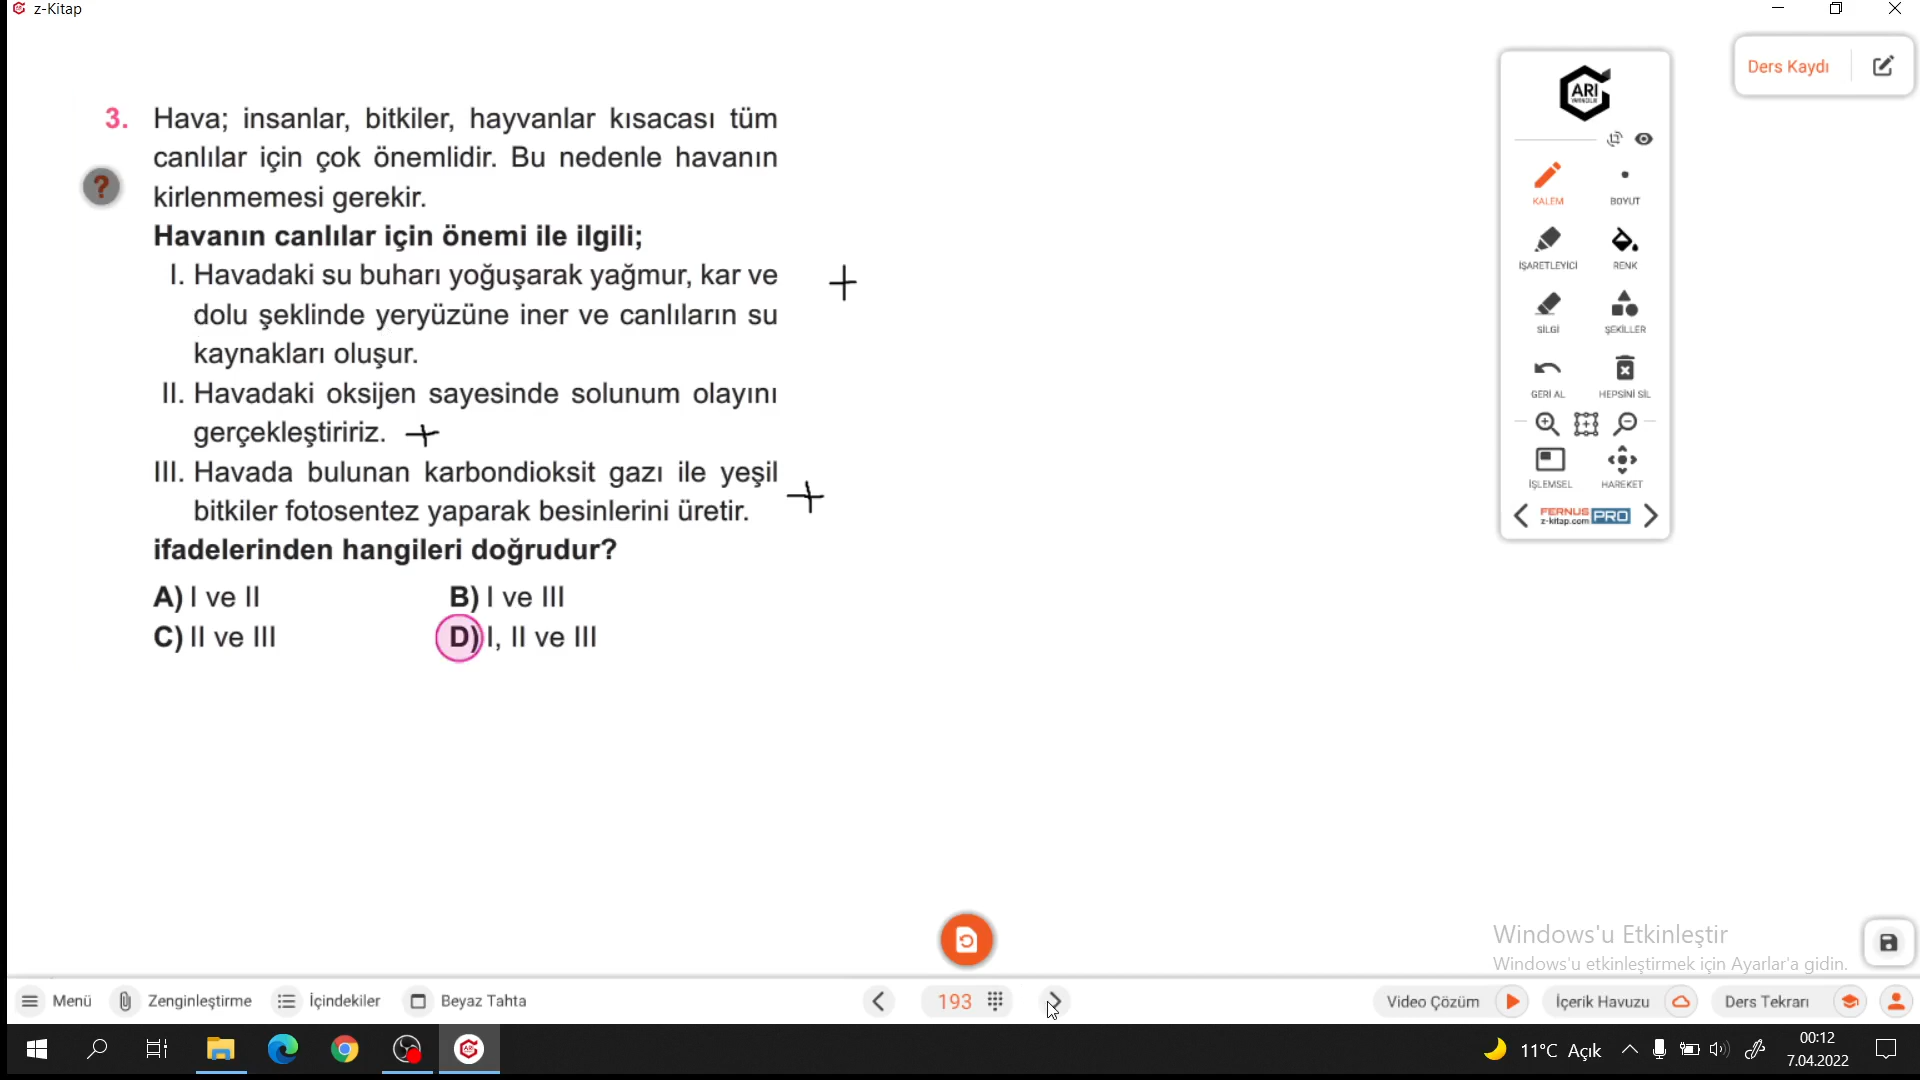 z-Kitap
Ders Kaydı
3. Hava; insanlar, bitkiler, hayvanlar kısacası tüm
canlılar için çok önemlidir. Bu nedenle havanın
kirlenmemesi gerekir.
Havanın canlılar için önemi ile ilgili;
I. Havadaki su buharı yoğuşarak yağmur, kar ve
dolu şeklinde yeryüzüne iner ve canlıların su
kaynakları oluşur.
II. Havadaki oksijen sayesinde solunum olayını
gerçekleştiririz. +
III. Havada bulunan karbondioksit gazı ile yeşil
bitkiler fotosentez yaparak besinlerini üretir.
ifadelerinden hangileri doğrudur?
A) I ve II B) I ve III
C) II ve III D) I, II ve III
+
+
?
ARI
YAYINCILIK
KALEM BOYUT
İŞARETLEYİCİ RENK
SİLGİ ŞEKİLLER
GERİ AL HEPSİNİ SİL
İŞLEMSEL HAREKET
FERNUS
z-kitap.com PRO
Windows'u Etkinleştir
Windows'u etkinleştirmek için Ayarlar'a gidin.
Menü Zenginleştirme İçindekiler Beyaz Tahta 193 Video Çözüm İçerik Havuzu Ders Tekrarı
11°C Açık
00:12
7.04.2022